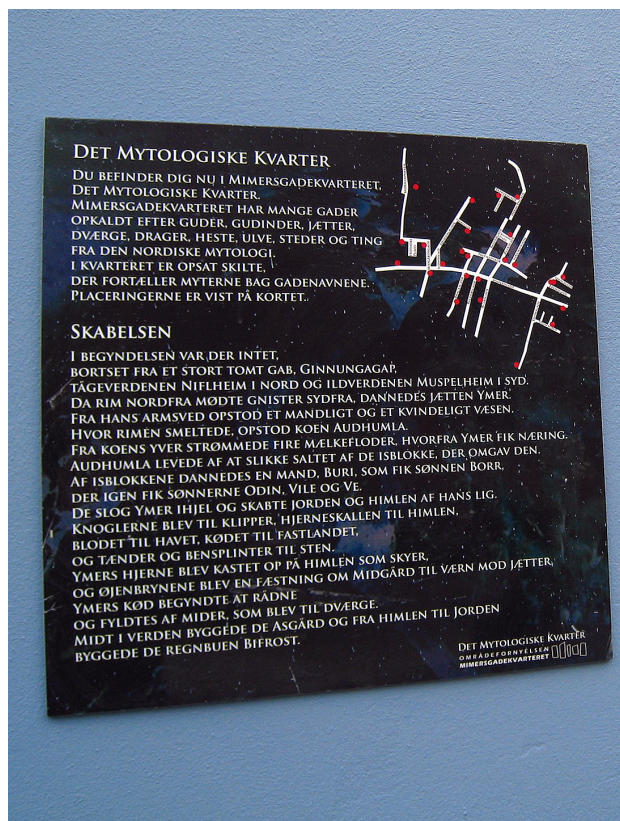 DET MYTOLOGISKE KVARTER
DU BEFINDER DIG NU I MIMERSGADEKVARTERET,
DET MYTOLOGISKE KVARTER.
MIMERSGADEKVARTERET HAR MANGE GADER
OPKALDT EFTER GUDER, GUDINDER, JÆTTER,
DVÆRGE, DRAGER, HESTE, ULVE, STEDER OG TING
FRA DEN NORDISKE MYTOLOGI.
I KVARTERET ER OPSAT SKILTE,
DER FORTÆLLER MYTERNE BAG GADENAVNENE.
PLACERINGERNE ER VIST PÅ KORTET.
SKABELSEN
I BEGYNDELSEN VAR DER INTET,
BORTSET FRA ET STORT TOMT GAB, GINNUNGAGAP,
TÅGEVERDENEN NIFLHEIM I NORD OG ILDVERDENEN MUSPELHEIM I SYD.
DA RIM NORDFRA MØDTE GNISTER SYDFRA, DANNEDES JÆTTEN YMER.
FRA HANS ARMSVED OPSTOD ET MANDLIGT OG ET KVINDELIGT VÆSEN.
HVOR RIMEN SMELTEDE, OPSTOD KOEN AUDHUMLA.
FRA KOENS YVER STRØMMEDE FIRE MÆLKEFLODER, HVORFRA YMER FIK NÆRING.
AUDHUMLA LEVEDE AF AT SLIKKE SALTET AF DE ISBLOKKE, DER OMGAV DEN.
AF ISBLOKKENE DANNEDES EN MAND, BURI, SOM FIK SØNNEN BORR,
DER IGEN FIK SØNNERNE ODIN, VILE OG VE.
DE SLOG YMER IHJEL OG SKABTE JORDEN OG HIMLEN AF HANS LIG.
KNOGLERNE BLEV TIL KLIPPER, HJERNESKALLEN TIL HIMLEN,
BLODET TIL HAVET, KØDET TIL FASTLANDET,
OG TÆNDER OG BENSPLINTER TIL STEN.
YMERS HJERNE BLEV KASTET OP PÅ HIMLEN SOM SKYER,
OG ØJENBRYNENE BLEV EN FÆSTNING OM MIDGÅRD TIL VÆRN MOD JÆTTER,
YMERS KØD BEGYNDTE AT RÅDNE
OG FYLDTES AF MIDER, SOM BLEV TIL DVÆRGE.
MIDT I VERDEN BYGGEDE DE ASGÅRD OG FRA HIMLEN TIL JORDEN
BYGGEDE DE REGNBUEN BIFROST.
DET MYTOLOGISKE KVARTER
OMRÅDEFORNYELSEN
MIMERSGADEKVARTERET